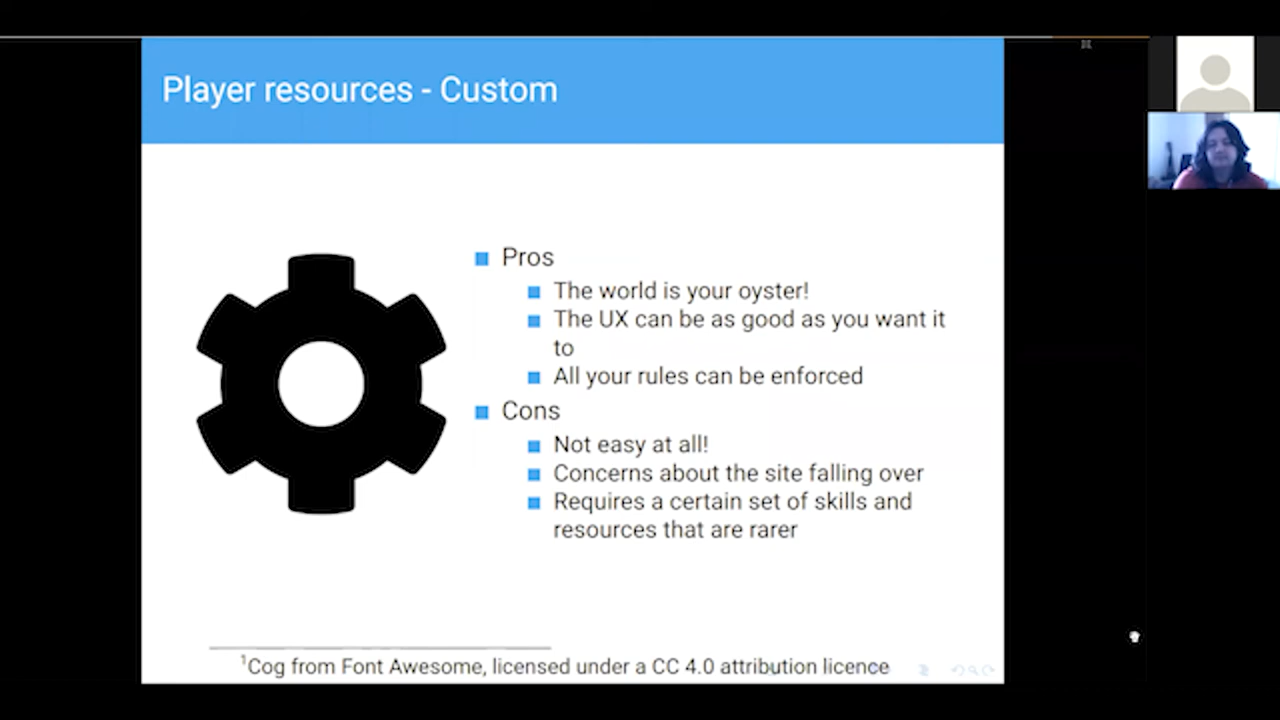 Player resources - Custom
Pros
The world is your oyster!
The UX can be as good as you want it
to
All your rules can be enforced
Cons
Not easy at all!
Concerns about the site falling over
Requires a certain set of skills and
resources that are rarer
1Cog from Font Awesome, licensed under a CC 4.0 attribution licence